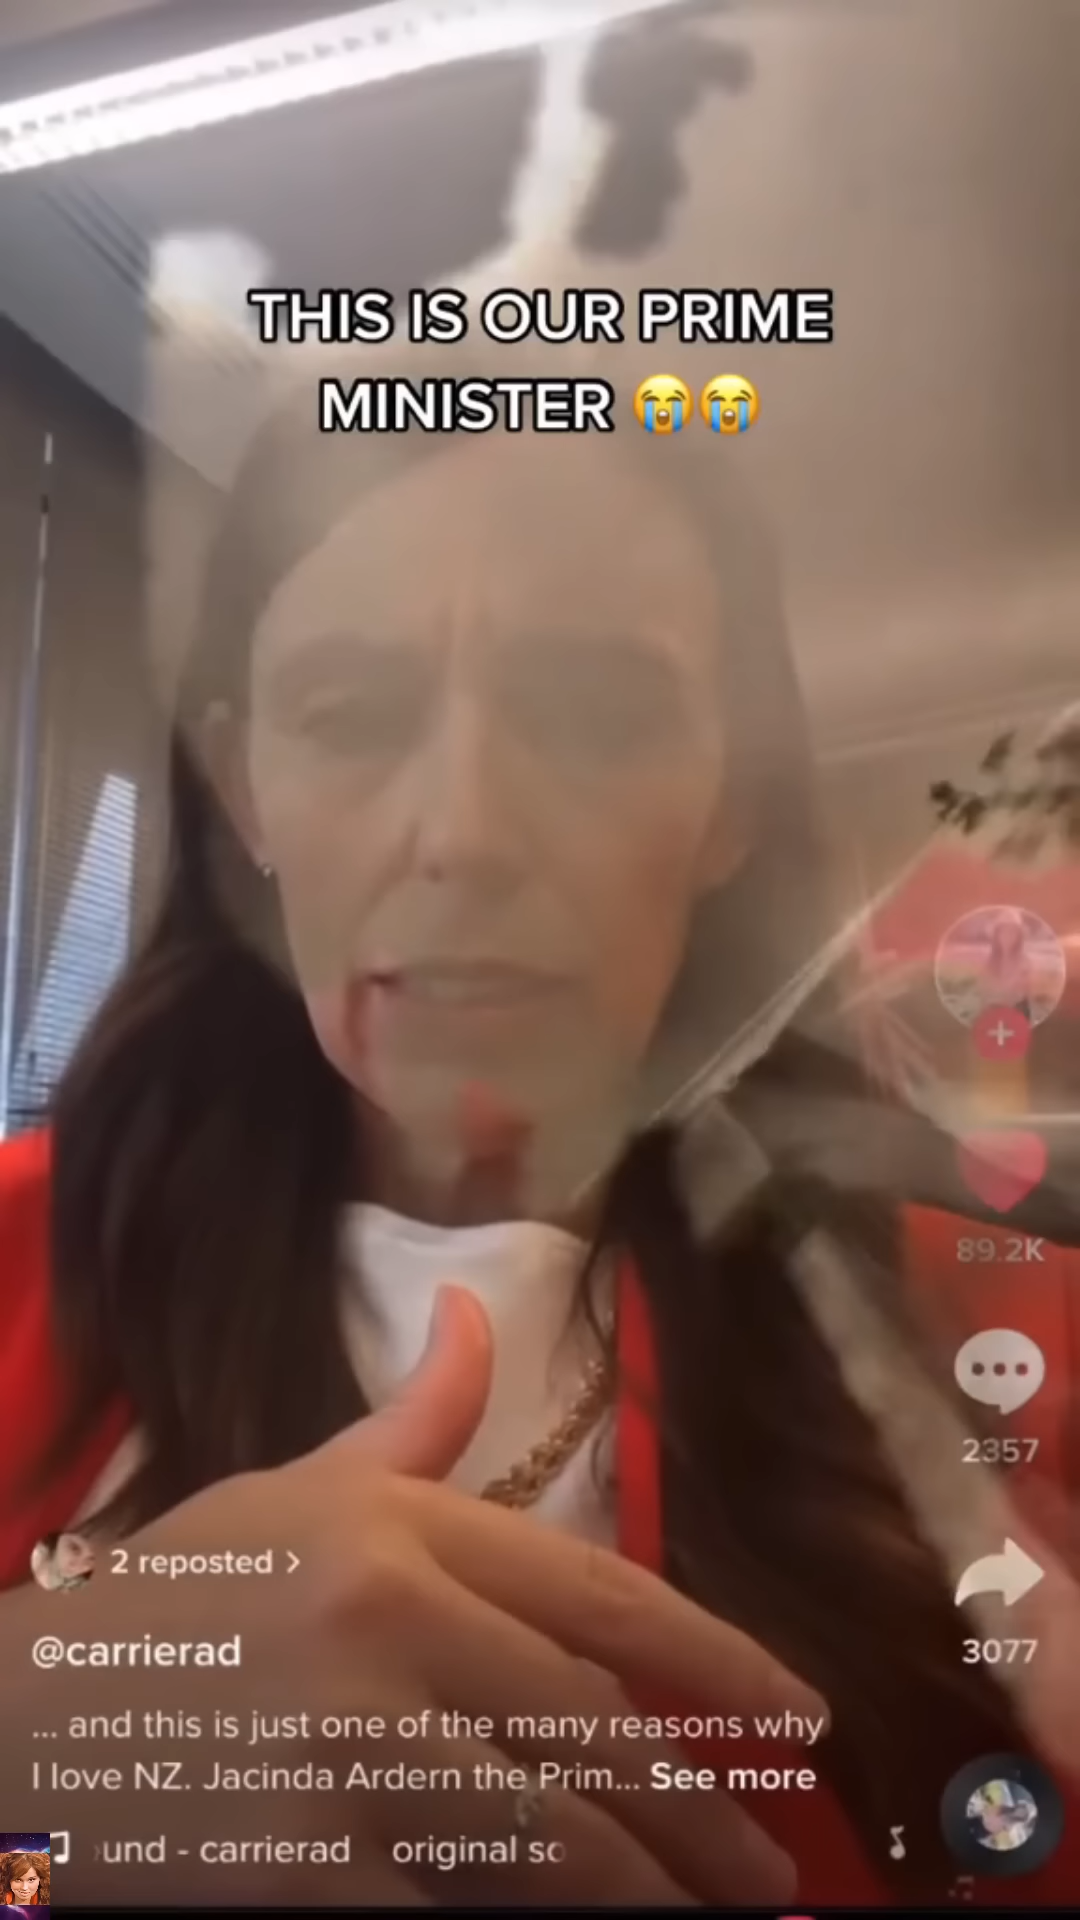 THIS IS OUR PRIME
MINISTER 😭😭
89.2K
2357
3077
2 reposted >
@carrierad
... and this is just one of the many reasons why
I love NZ. Jacinda Ardern the Prim... See more
und - carrierad original so